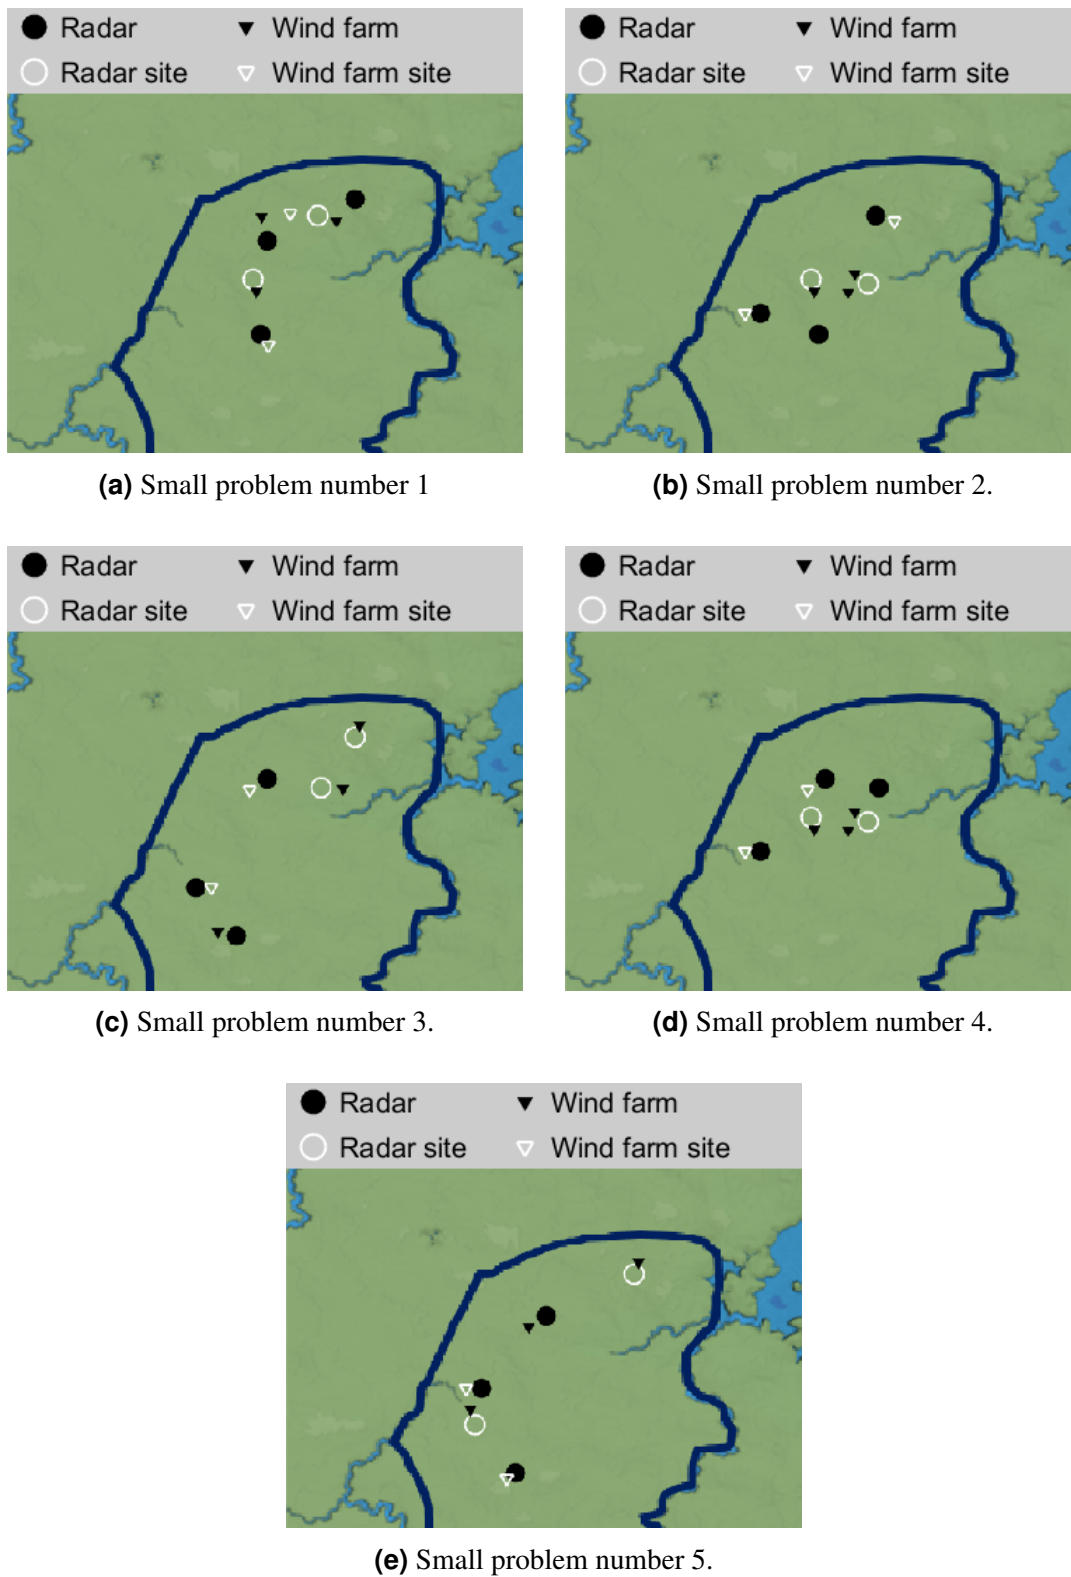 Radar Wind farm
Radar site Wind farm site
Radar Wind farm
Radar site Wind farm site
(a) Small problem number 1
(b) Small problem number 2.
Radar Wind farm
Radar site Wind farm site
Radar Wind farm
Radar site Wind farm site
(c) Small problem number 3.
(d) Small problem number 4.
Radar Wind farm
Radar site Wind farm site
(e) Small problem number 5.